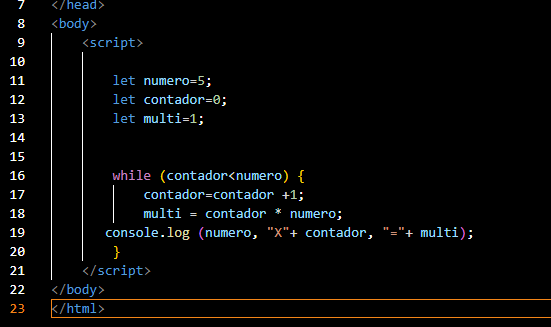 7 </head>
8 <body>
9 <script>
10
11 let numero=5;
12 let contador=0;
13 let multi=1;
14
15
16 while (contador<numero) {
17 contador=contador +1;
18 multi = contador * numero;
19 console.log (numero, "X"+ contador, "="+ multi);
20 }
21 </script>
22 </body>
23 </html>